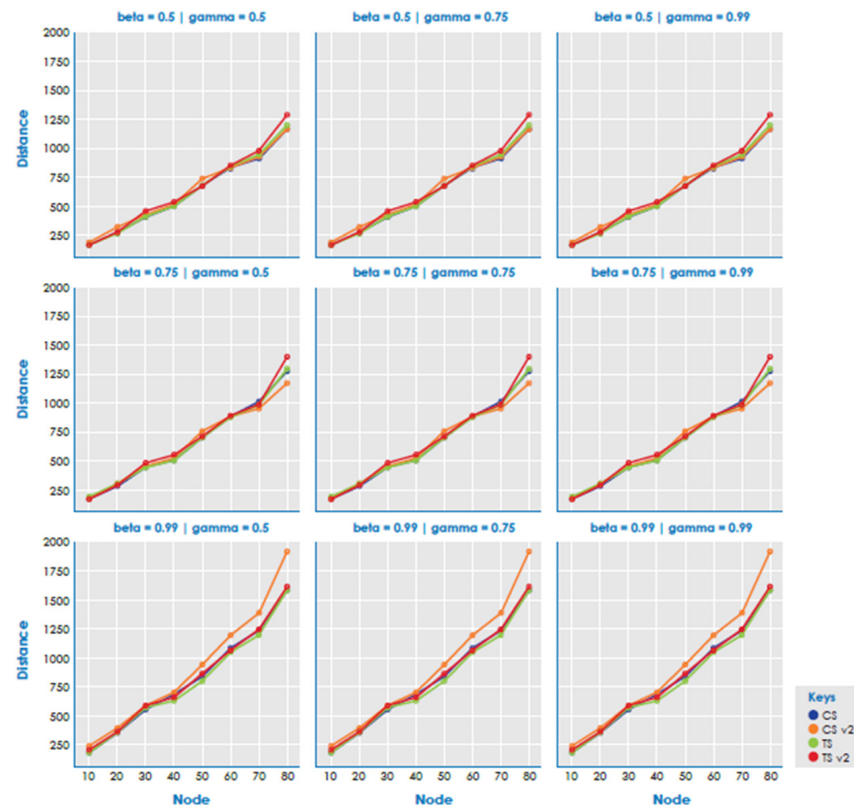 beta = 0.5 | gamma = 0.5 beta = 0.5 | gamma = 0.75 beta = 0.5 | gamma = 0.99
2000
1750
1500
1250
1000
750
500
250
Distance
beta = 0.75 | gamma = 0.5 beta = 0.75 | gamma = 0.75 beta = 0.75 | gamma = 0.99
2000
1750
1500
1250
1000
750
500
250
Distance
beta = 0.99 | gamma = 0.5 beta = 0.99 | gamma = 0.75 beta = 0.99 | gamma = 0.99
2000
1750
1500
1250
1000
750
500
250
Distance
10 20 30 40 50 60 70 80 10 20 30 40 50 60 70 80 10 20 30 40 50 60 70 80
Node Node Node
Keys
CS
CS v2
TS
TS v2